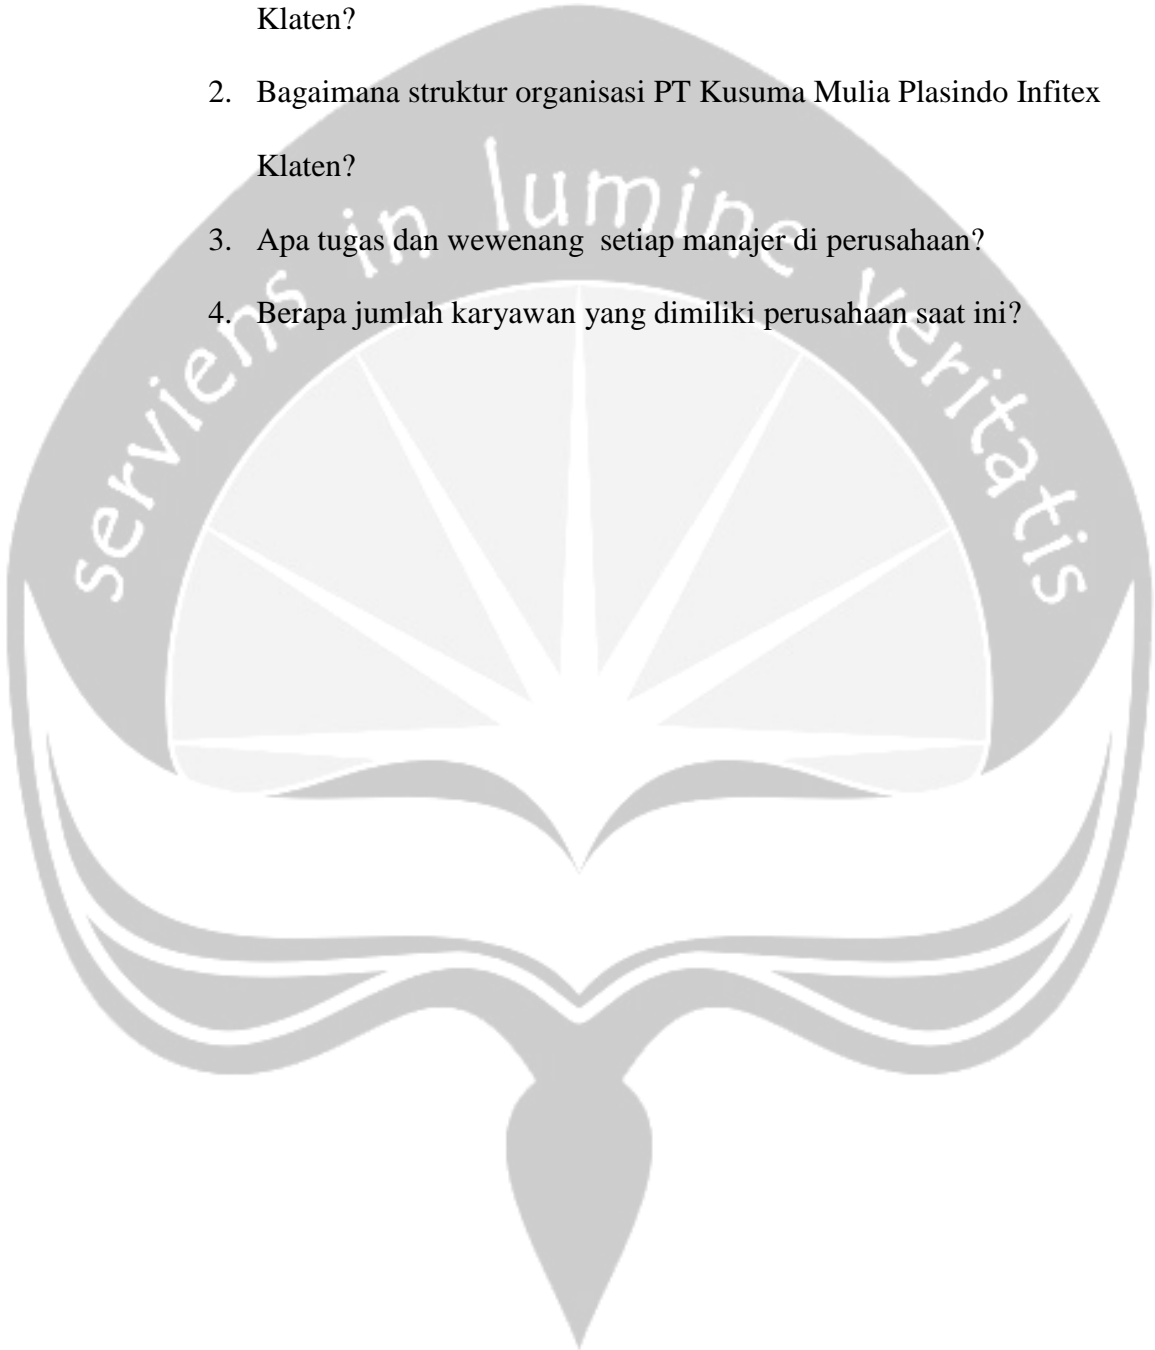 Klaten?
2. Bagaimana struktur organisasi PT Kusuma Mulia Plasindo Infitex
Klaten?
3. Apa tugas dan wewenang  setiap manajer di perusahaan?
4. Berapa jumlah karyawan yang dimiliki perusahaan saat ini?
serviens in lumine veritatis